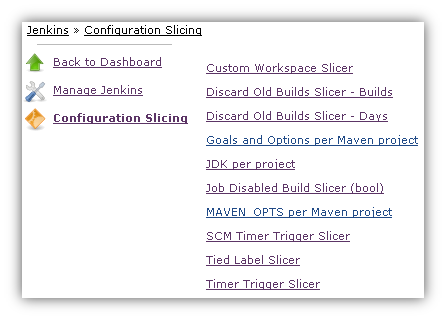 Jenkins » Configuration Slicing
Back to Dashboard
Manage Jenkins
Configuration Slicing
Custom Workspace Slicer
Discard Old Builds Slicer - Builds
Discard Old Builds Slicer - Days
Goals and Options per Maven project
JDK per project
Job Disabled Build Slicer (bool)
MAVEN_OPTS per Maven project
SCM Timer Trigger Slicer
Tied Label Slicer
Timer Trigger Slicer